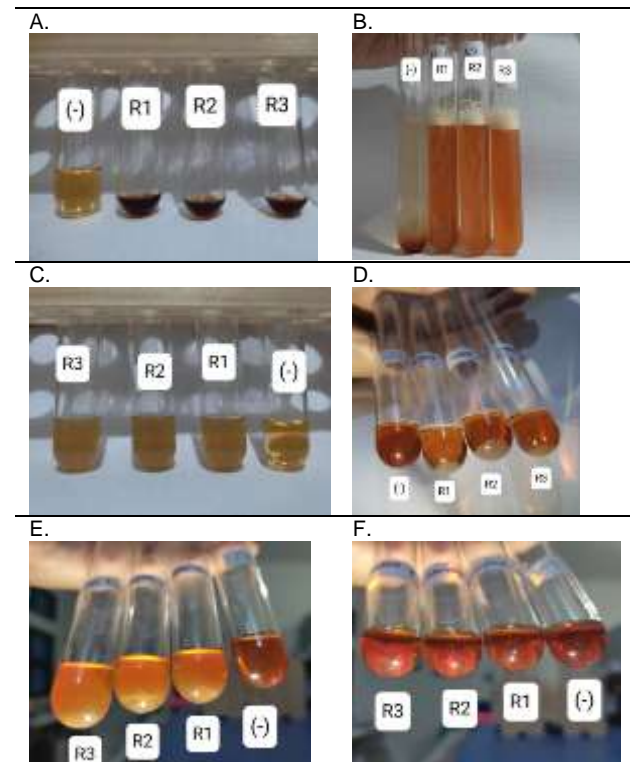 A.
(-) R1 R2 R3
B.
(-) R1 R2 R3
C.
R3 R2 R1 (-)
D.
(-) R1 R2 R3
E.
R3 R2 R1 (-)
F.
R3 R2 R1 (-)